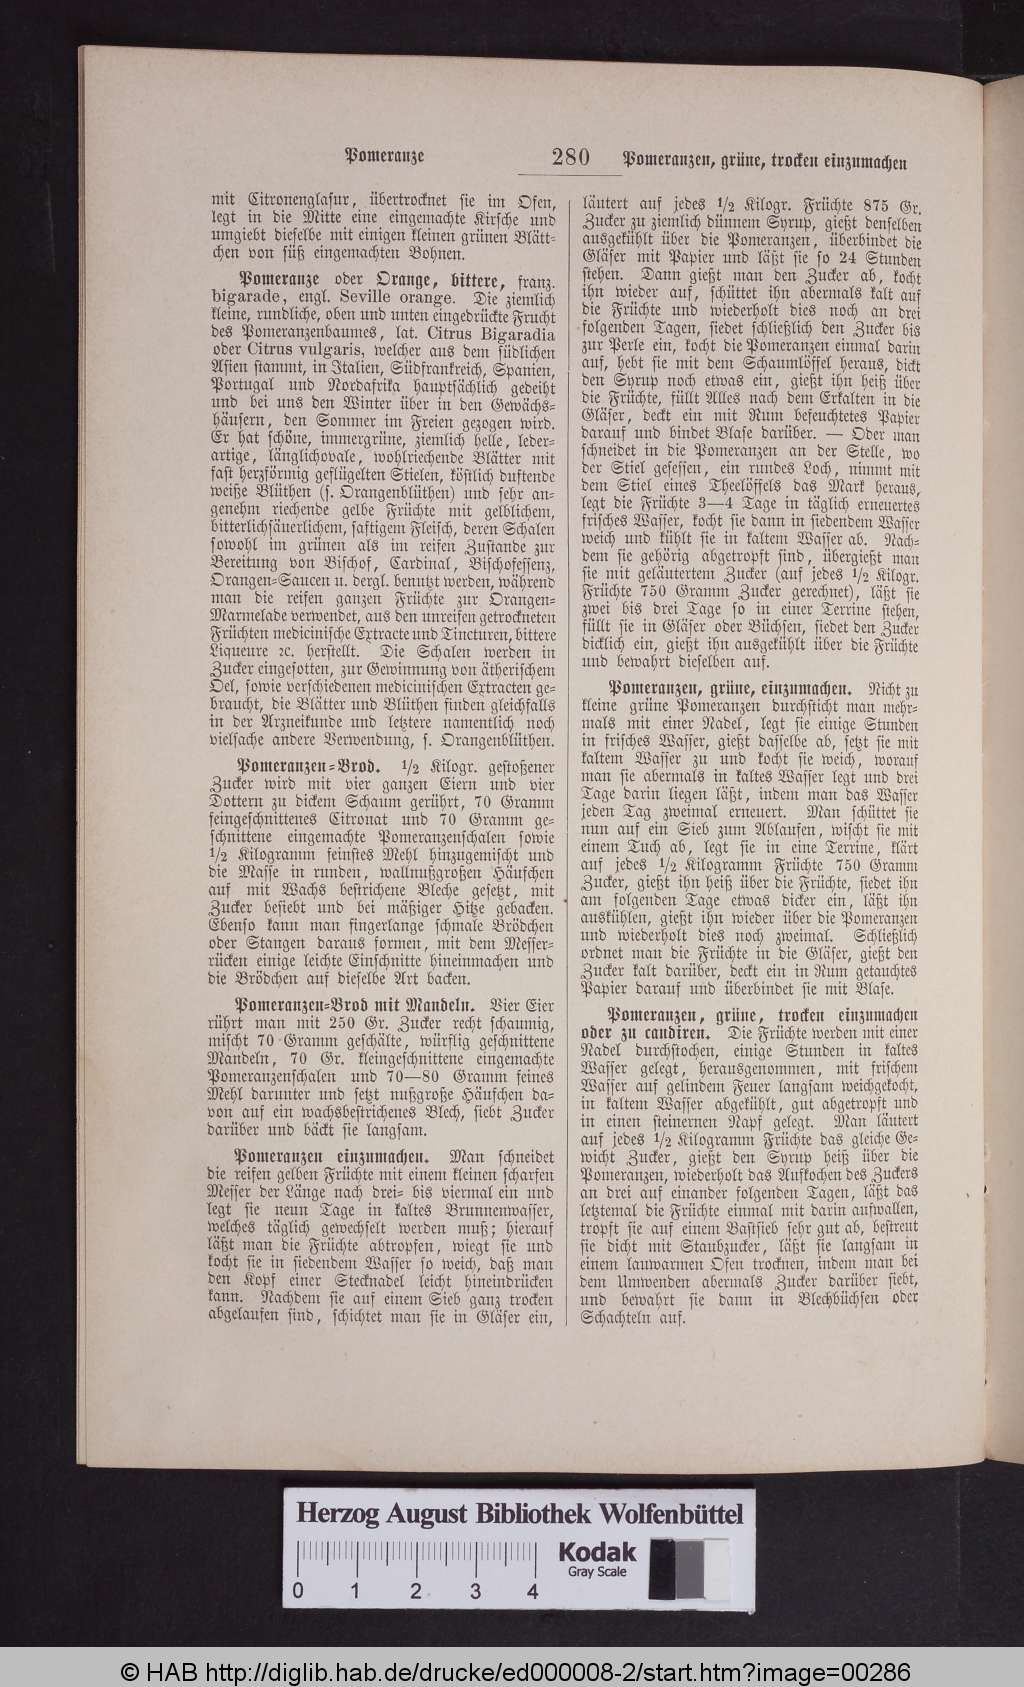 Pomeranze 280 Pomeranzen, grüne, trocken einzumachen
mit Citronenglasur, übertrocknet sie im Ofen,
legt in die Mitte eine eingemachte Kirsche und
umgiebt dieselbe mit einigen kleinen grünen Blätt-
chen von süß eingemachten Bohnen.
Pomeranze oder Orange, bittere, franz.
bigarade, engl. Seville orange. Die ziemlich
kleine, rundliche, oben und unten eingedrückte Frucht
des Pomeranzenbaumes, lat. Citrus Bigaradia
oder Citrus vulgaris, welcher aus dem südlichen
Asien stammt, in Italien, Südfrankreich, Spanien,
Portugal und Nordafrika hauptsächlich gedeiht
und bei uns den Winter über in den Gewächs-
häusern, den Sommer im Freien gezogen wird.
Er hat schöne, immergrüne, ziemlich helle, leder-
artige, länglichovale, wohlriechende Blätter mit
fast herzförmig geflügelten Stielen, köstlich duftende
weiße Blüthen (s. Orangenblüthen) und sehr an-
genehm riechende gelbe Früchte mit gelblichem,
bitterlichsäuerlichem, saftigem Fleisch, deren Schalen
sowohl im grünen als im reifen Zustande zur
Bereitung von Bischof, Cardinal, Bischofessenz,
Orangen-Saucen u. dergl. benutzt werden, während
man die reifen ganzen Früchte zur Orangen-
Marmelade verwendet, aus den unreifen getrockneten
Früchten medicinische Extracte und Tincturen, bittere
Liqueure ꝛc. herstellt. Die Schalen werden in
Zucker eingesotten, zur Gewinnung von ätherischem
Oel, sowie verschiedenen medicinischen Extracten ge-
braucht, die Blätter und Blüthen finden gleichfalls
in der Arzneikunde und letztere namentlich noch
vielfache andere Verwendung, s. Orangenblüthen.
Pomeranzen-Brod. 1/2 Kilogr. gestoßener
Zucker wird mit vier ganzen Eiern und vier
Dottern zu dickem Schaum gerührt, 70 Gramm
feingeschnittenes Citronat und 70 Gramm ge-
schnittene eingemachte Pomeranzenschalen sowie
1/2 Kilogramm feinstes Mehl hinzugemischt und
die Masse in runden, wallnußgroßen Häufchen
auf mit Wachs bestrichene Bleche gesetzt, mit
Zucker besiebt und bei mäßiger Hitze gebacken.
Ebenso kann man fingerlange schmale Brödchen
oder Stangen daraus formen, mit dem Messer-
rücken einige leichte Einschnitte hineinmachen und
die Brödchen auf dieselbe Art backen.
Pomeranzen-Brod mit Mandeln. Vier Eier
rührt man mit 250 Gr. Zucker recht schaumig,
mischt 70 Gramm geschälte, würflig geschnittene
Mandeln, 70 Gr. kleingeschnittene eingemachte
Pomeranzenschalen und 70—80 Gramm feines
Mehl darunter und setzt nußgroße Häufchen da-
von auf ein wachsbestrichenes Blech, siebt Zucker
darüber und bäckt sie langsam.
Pomeranzen einzumachen. Man schneidet
die reifen gelben Früchte mit einem kleinen scharfen
Messer der Länge nach drei- bis viermal ein und
legt sie neun Tage in kaltes Brunnenwasser,
welches täglich gewechselt werden muß; hierauf
läßt man die Früchte abtropfen, wiegt sie und
kocht sie in siedendem Wasser so weich, daß man
den Kopf einer Stecknadel leicht hineindrücken
kann. Nachdem sie auf einem Sieb ganz trocken
abgelaufen sind, schichtet man sie in Gläser ein,
läutert auf jedes 1/2 Kilogr. Früchte 875 Gr.
Zucker zu ziemlich dünnem Syrup, gießt denselben
ausgekühlt über die Pomeranzen, überbindet die
Gläser mit Papier und läßt sie so 24 Stunden
stehen. Dann gießt man den Zucker ab, kocht
ihn wieder auf, schüttet ihn abermals kalt auf
die Früchte und wiederholt dies noch an drei
folgenden Tagen, siedet schließlich den Zucker bis
zur Perle ein, kocht die Pomeranzen einmal darin
auf, hebt sie mit dem Schaumlöffel heraus, dickt
den Syrup noch etwas ein, gießt ihn heiß über
die Früchte, füllt Alles nach dem Erkalten in die
Gläser, deckt ein mit Rum befeuchtetes Papier
darauf und bindet Blase darüber. — Oder man
schneidet in die Pomeranzen an der Stelle, wo
der Stiel gesessen, ein rundes Loch, nimmt mit
dem Stiel eines Theelöffels das Mark heraus,
legt die Früchte 3—4 Tage in täglich erneuertes
frisches Wasser, kocht sie dann in siedendem Wasser
weich und kühlt sie in kaltem Wasser ab. Nach-
dem sie gehörig abgetropft sind, übergießt man
sie mit geläutertem Zucker (auf jedes 1/2 Kilogr.
Früchte 750 Gramm Zucker gerechnet), läßt sie
zwei bis drei Tage so in einer Terrine stehen,
füllt sie in Gläser oder Büchsen, siedet den Zucker
dicklich ein, gießt ihn ausgekühlt über die Früchte
und bewahrt dieselben auf.
Pomeranzen, grüne, einzumachen. Nicht zu
kleine grüne Pomeranzen durchsticht man mehr-
mals mit einer Nadel, legt sie einige Stunden
in frisches Wasser, gießt dasselbe ab, setzt sie mit
kaltem Wasser zu und kocht sie weich, worauf
man sie abermals in kaltes Wasser legt und drei
Tage darin liegen läßt, indem man das Wasser
jeden Tag zweimal erneuert. Man schüttet sie
nun auf ein Sieb zum Ablaufen, wischt sie mit
einem Tuch ab, legt sie in eine Terrine, klärt
auf jedes 1/2 Kilogramm Früchte 750 Gramm
Zucker, gießt ihn heiß über die Früchte, siedet ihn
am folgenden Tage etwas dicker ein, läßt ihn
auskühlen, gießt ihn wieder über die Pomeranzen
und wiederholt dies noch zweimal. Schließlich
ordnet man die Früchte in die Gläser, gießt den
Zucker kalt darüber, deckt ein in Rum getauchtes
Papier darauf und überbindet sie mit Blase.
Pomeranzen, grüne, trocken einzumachen
oder zu candiren. Die Früchte werden mit einer
Nadel durchstochen, einige Stunden in kaltes
Wasser gelegt, herausgenommen, mit frischem
Wasser auf gelindem Feuer langsam weichgekocht,
in kaltem Wasser abgekühlt, gut abgetropft und
in einen steinernen Napf gelegt. Man läutert
auf jedes 1/2 Kilogramm Früchte das gleiche Ge-
wicht Zucker, gießt den Syrup heiß über die
Pomeranzen, wiederholt das Aufkochen des Zuckers
an drei auf einander folgenden Tagen, läßt das
letztemal die Früchte einmal mit darin aufwallen,
tropft sie auf einem Bastsieb sehr gut ab, bestreut
sie dicht mit Staubzucker, läßt sie langsam in
einem lauwarmen Ofen trocknen, indem man bei
dem Umwenden abermals Zucker darüber siebt,
und bewahrt sie dann in Blechbüchsen oder
Schachteln auf.
Herzog August Bibliothek Wolfenbüttel
Kodak
Gray Scale
0 1 2 3 4
© HAB http://diglib.hab.de/drucke/ed000008-2/start.htm?image=00286